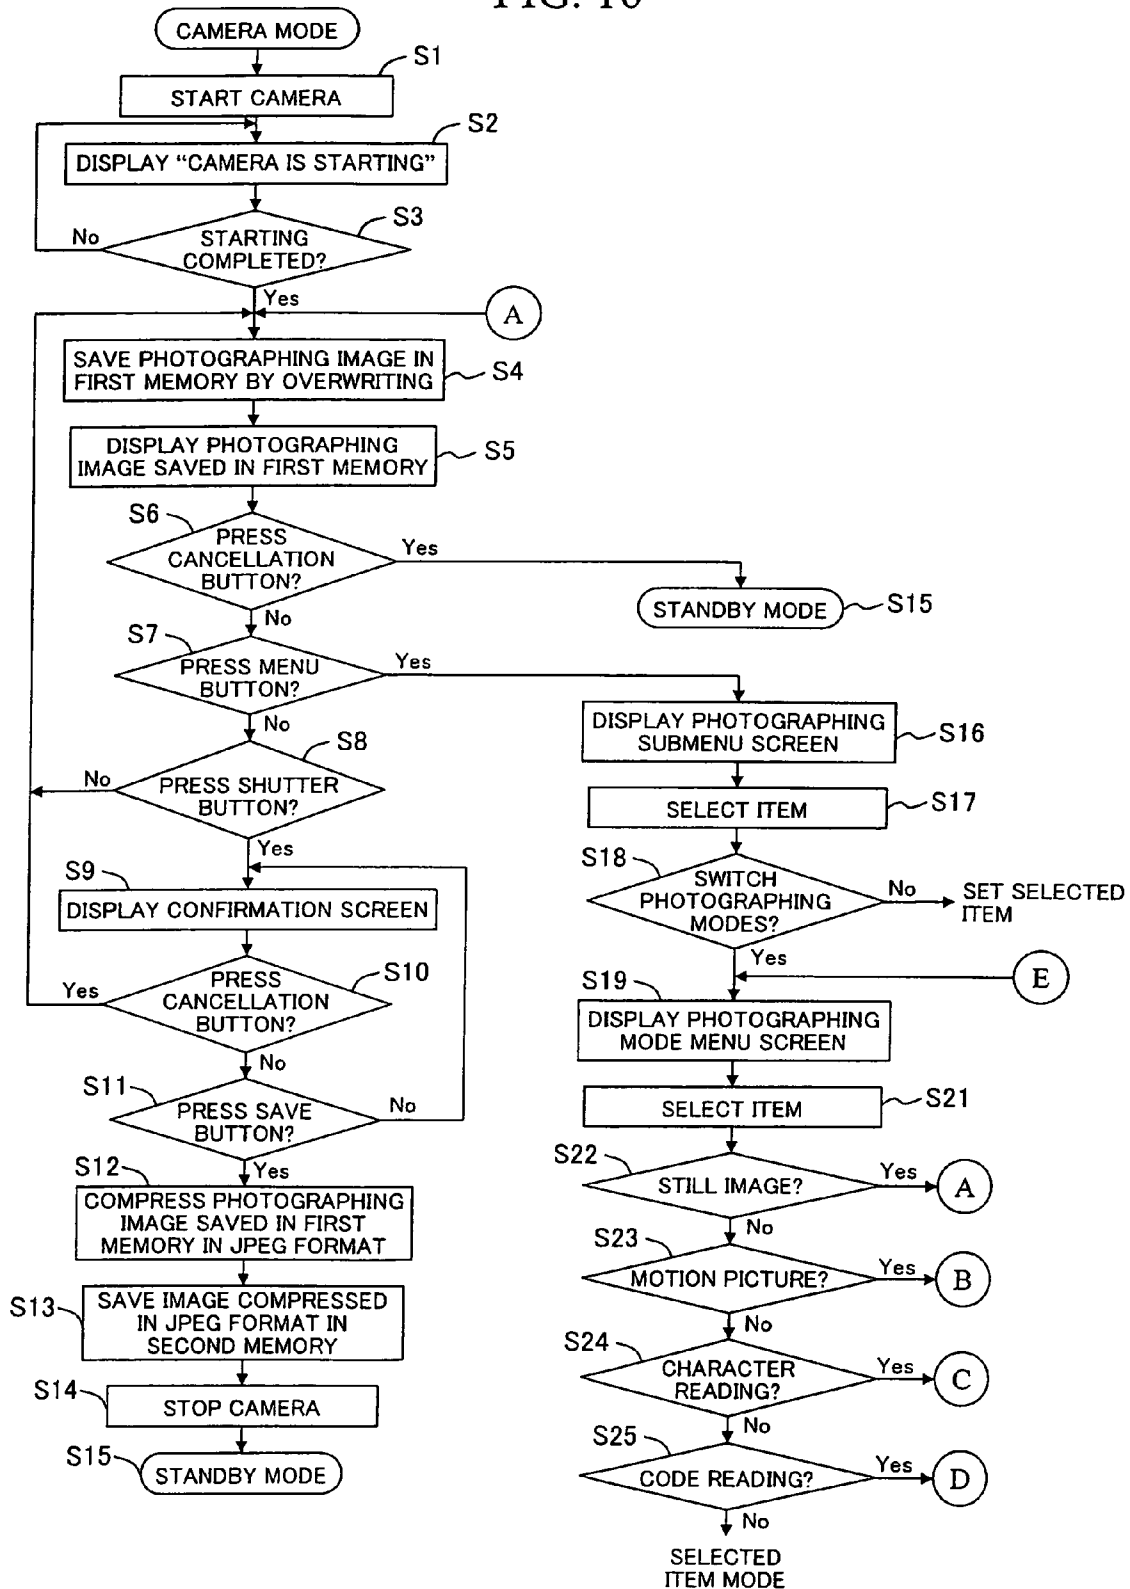 FIG. 10
CAMERA MODE
S1
START CAMERA
S2
DISPLAY “CAMERA IS STARTING”
S3
STARTING
COMPLETED?
No
Yes
A
SAVE PHOTOGRAPHING IMAGE IN
FIRST MEMORY BY OVERWRITING
S4
DISPLAY PHOTOGRAPHING
IMAGE SAVED IN FIRST MEMORY
S5
S6
PRESS
CANCELLATION
BUTTON?
Yes
No
STANDBY MODE
S15
S7
PRESS MENU
BUTTON?
Yes
No
S8
PRESS SHUTTER
BUTTON?
No
Yes
S9
DISPLAY CONFIRMATION SCREEN
S10
PRESS
CANCELLATION
BUTTON?
Yes
No
S11
PRESS SAVE
BUTTON?
No
Yes
S12
COMPRESS PHOTOGRAPHING
IMAGE SAVED IN FIRST
MEMORY IN JPEG FORMAT
S13
SAVE IMAGE COMPRESSED
IN JPEG FORMAT IN
SECOND MEMORY
S14
STOP CAMERA
S15
STANDBY MODE
DISPLAY PHOTOGRAPHING
SUBMENU SCREEN
S16
SELECT ITEM
S17
S18
SWITCH
PHOTOGRAPHING
MODES?
No
SET SELECTED
ITEM
Yes
E
S19
DISPLAY PHOTOGRAPHING
MODE MENU SCREEN
SELECT ITEM
S21
S22
STILL IMAGE?
Yes
A
No
S23
MOTION PICTURE?
Yes
B
No
S24
CHARACTER
READING?
Yes
C
No
S25
CODE READING?
Yes
D
No
SELECTED
ITEM MODE